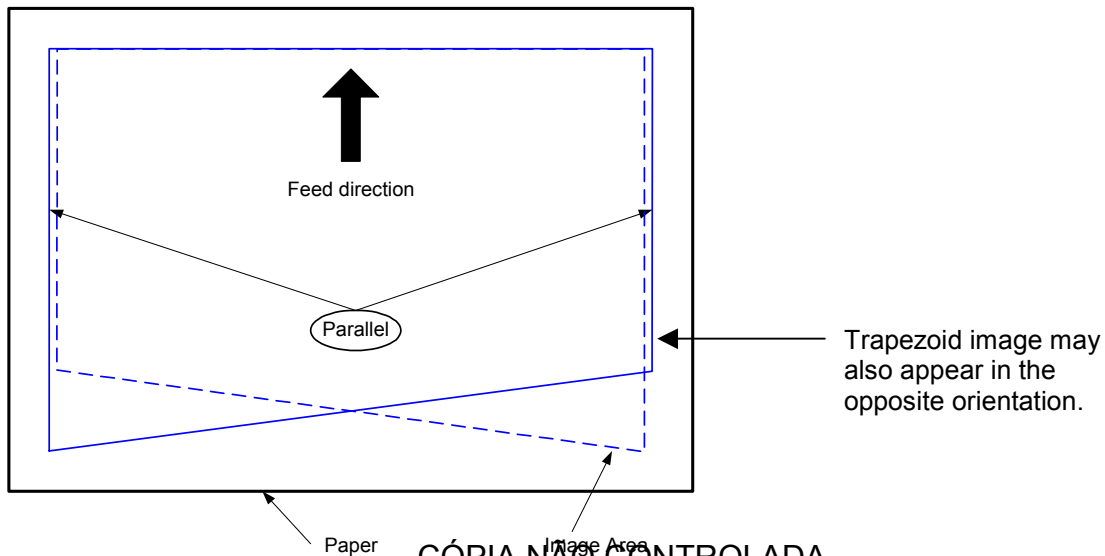 Feed direction
Parallel
Trapezoid image may
also appear in the
opposite orientation.
Paper
Image Area
CÓPIA NÃO CONTROLADA